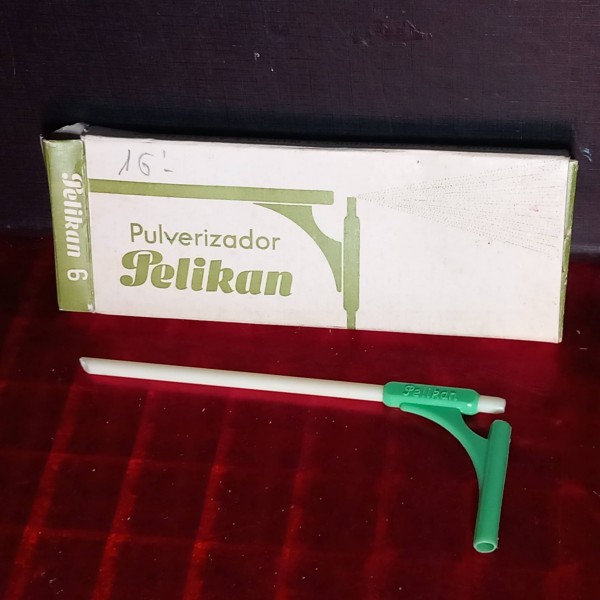 16'-
Pulverizador
Pelikan
Pelikan 6
Pelikan